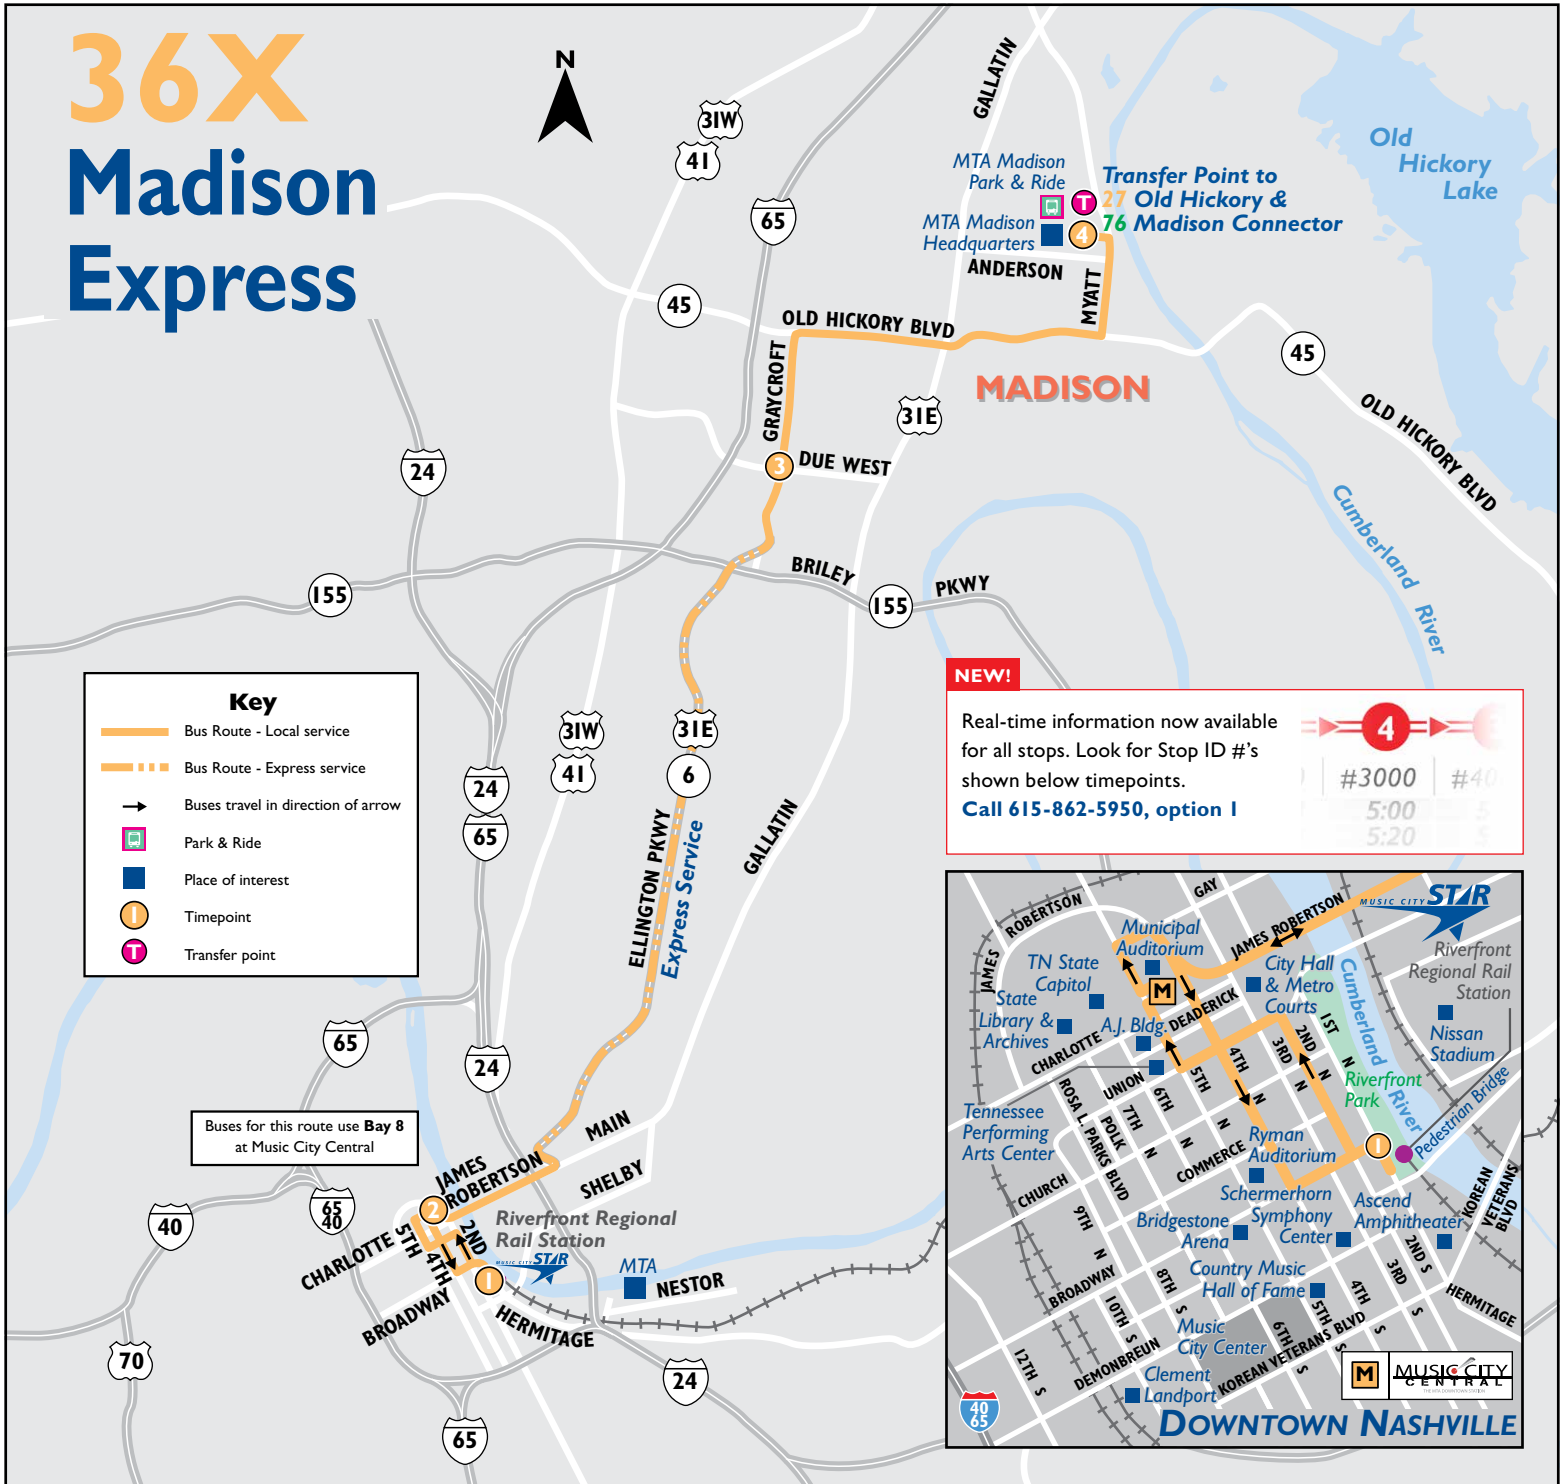 36X
Madison
Express
N
31W
41
65
GALLATIN
MTA Madison
Park & Ride
MTA Madison
Headquarters
T
4
Transfer Point to
27 Old Hickory &
76 Madison Connector
ANDERSON
MYATT
Old
Hickory
Lake
45
OLD HICKORY BLVD
GRAYCROFT
MADISON
45
OLD HICKORY BLVD
31E
24
3
DUE WEST
Cumberland River
155
BRILEY
155
PKWY
Key
Bus Route - Local service
Bus Route - Express service
Buses travel in direction of arrow
Park & Ride
Place of interest
1
Timepoint
T
Transfer point
31W
41
31E
6
24
65
ELLINGTON PKWY
Express Service
GALLATIN
NEW!
Real-time information now available
for all stops. Look for Stop ID #'s
shown below timepoints.
Call 615-862-5950, option 1
4
#3000
#40
5:00
5:20
65
24
Buses for this route use Bay 8
at Music City Central
MAIN
SHELBY
JAMES
ROBERTSON
40
65
40
2
CHARLOTTE
5TH
4TH
2ND
BROADWAY
1
Riverfront Regional
Rail Station
MUSIC CITY STAR
MTA
NESTOR
HERMITAGE
70
24
65
JAMES
ROBERTSON
GAY
JAMES ROBERTSON
MUSIC CITY STAR
Riverfront
Regional Rail
Station
Municipal
Auditorium
TN State
Capitol
M
State
Library &
Archives
A.J. Bldg.
City Hall
& Metro
Courts
Cumberland River
Nissan
Stadium
CHARLOTTE
DEADERICK
1ST N
2ND N
3RD N
4TH N
5TH N
6TH N
7TH N
UNION
POLK
ROSA L. PARKS BLVD
Riverfront
Park
Tennessee
Performing
Arts Center
Ryman
Auditorium
1
Pedestrian Bridge
COMMERCE
CHURCH
Schermerhorn
Symphony
Center
Ascend
Amphitheater
KOREAN
VETERANS
BLVD
9TH N
Bridgestone
Arena
Country Music
Hall of Fame
2ND S
3RD S
4TH S
5TH S
6TH S
8TH S
10TH S
12TH S
BROADWAY
HERMITAGE
Music
City Center
KOREAN VETERANS BLVD
DEMONBREUN
Clement
Landport
M
MUSIC CITY
CENTRAL
THE MTA DOWNTOWN STATION
40
65
DOWNTOWN NASHVILLE